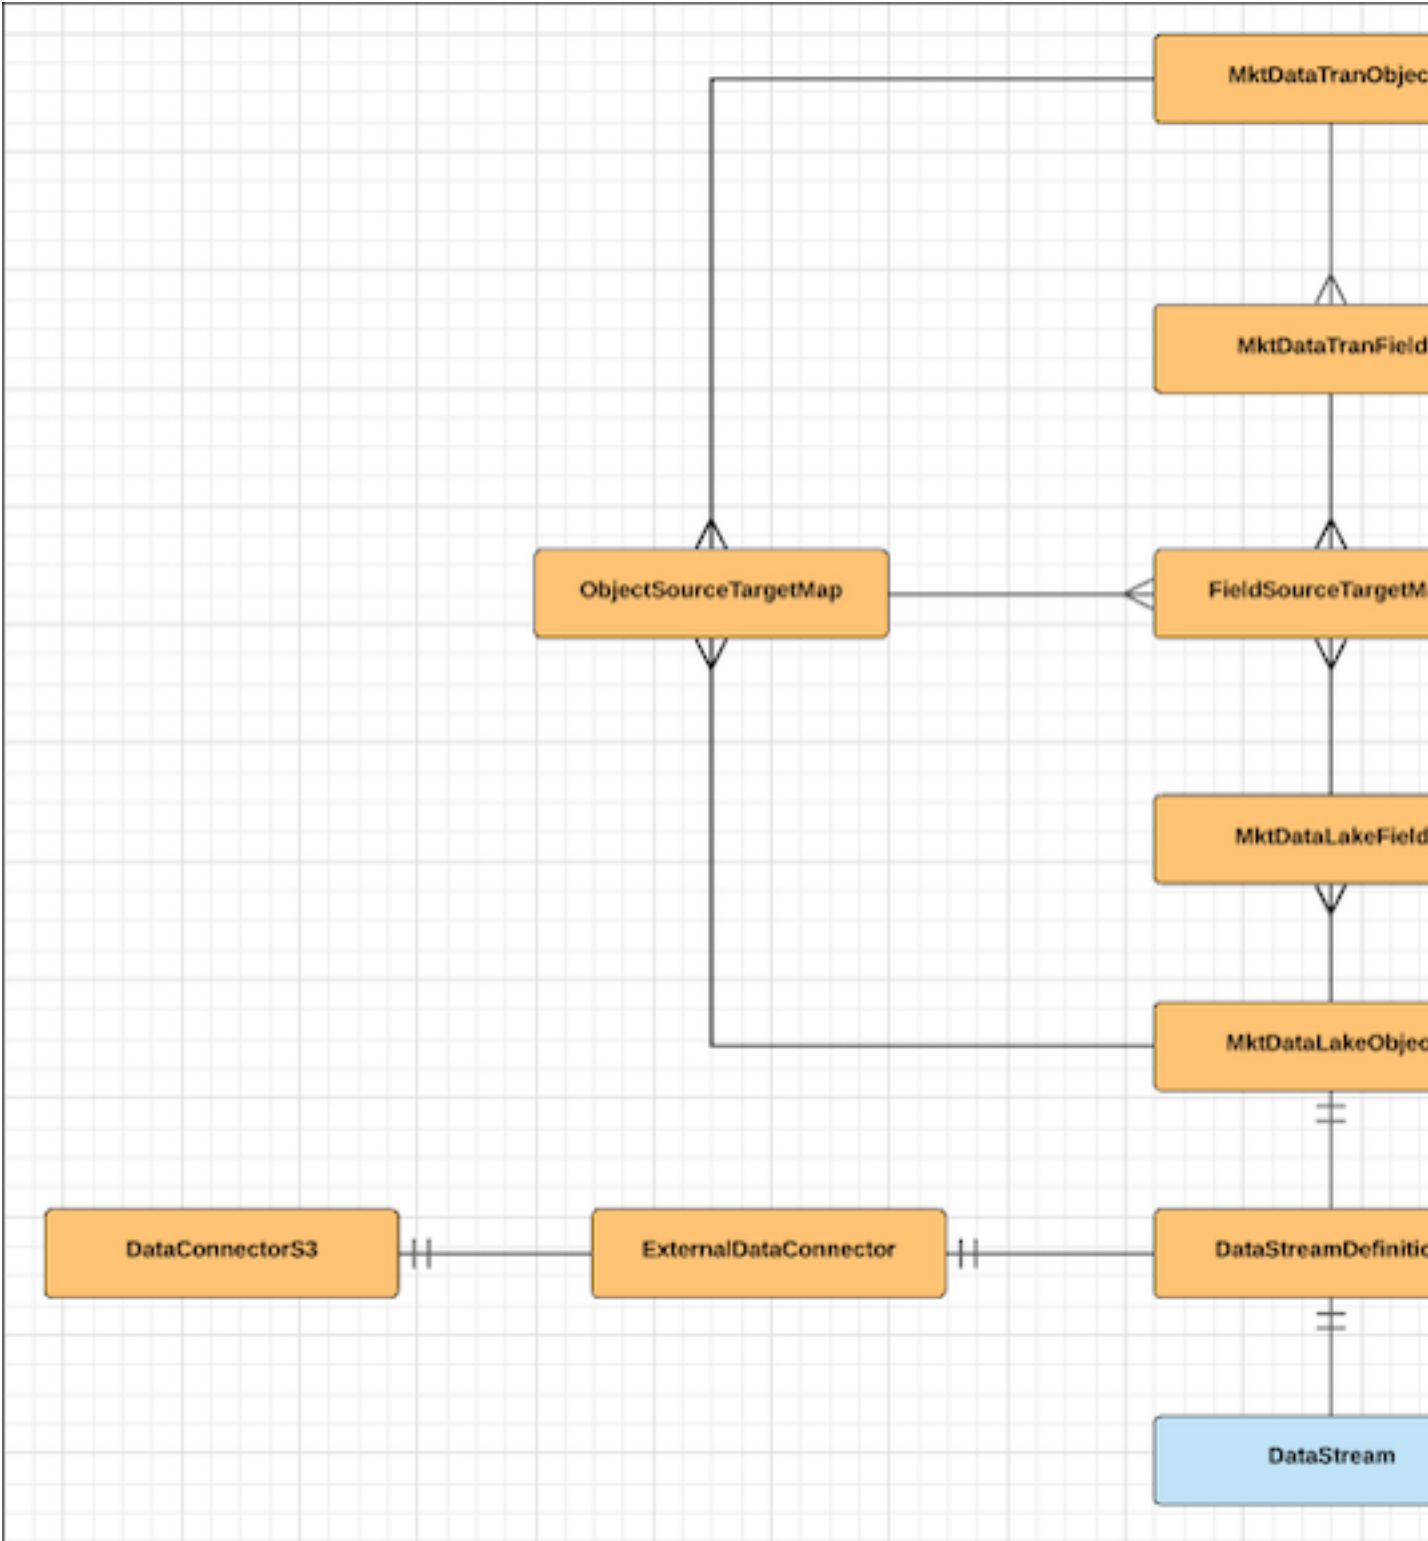 MktDataTranObjec
MktDataTranField
ObjectSourceTargetMap
FieldSourceTargetM
MktDataLakeField
MktDataLakeObjec
DataConnectorS3
ExternalDataConnector
DataStreamDefinitio
DataStream